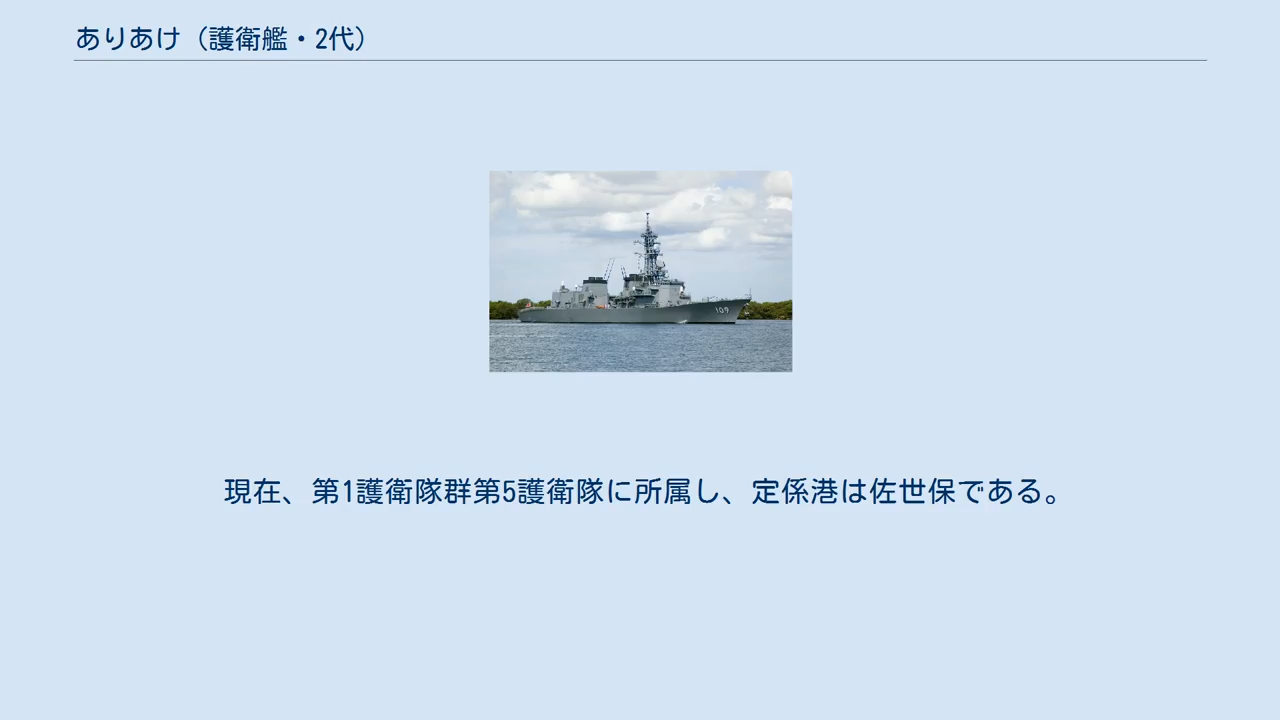 ありあけ（護衛艦・2代）
109
現在、第1護衛隊群第5護衛隊に所属し、定係港は佐世保である。